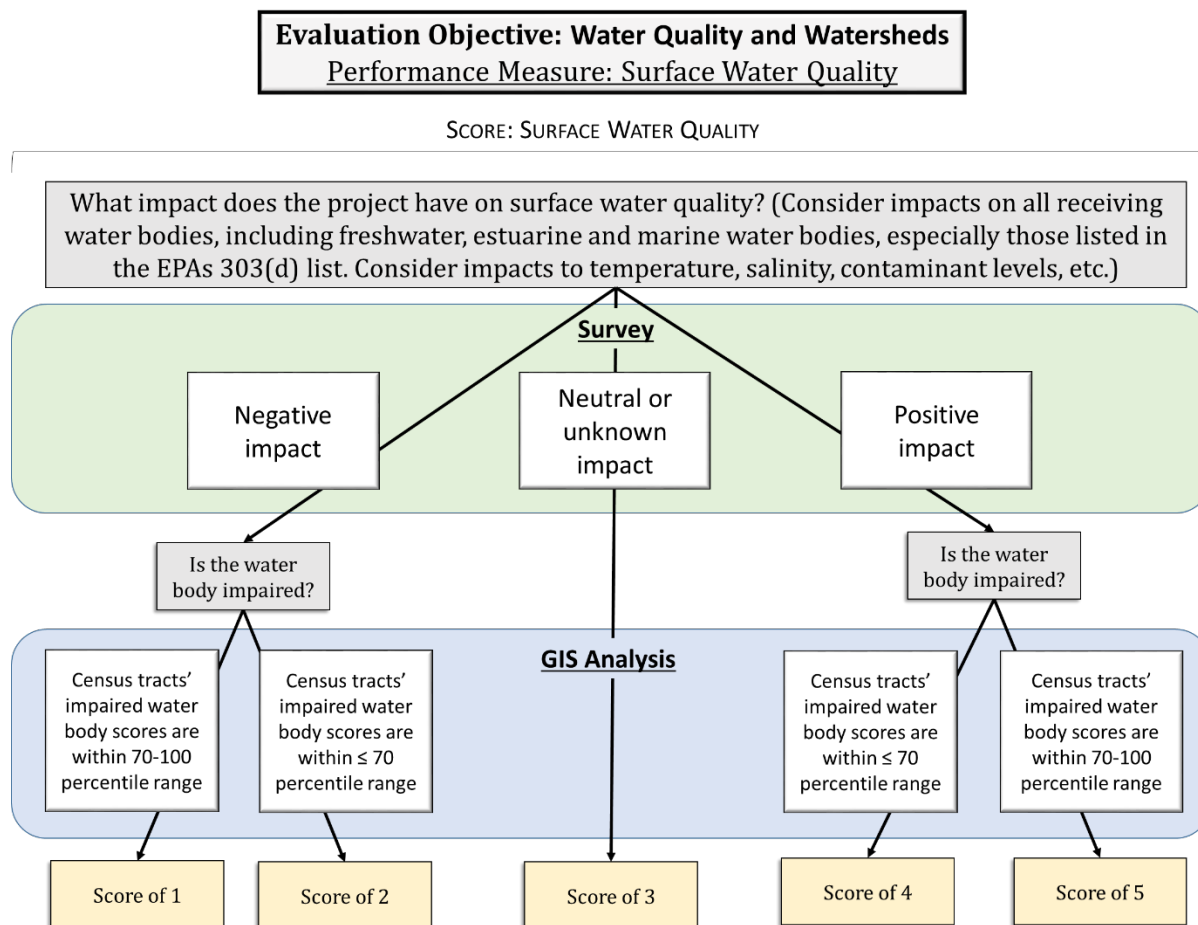 Evaluation Objective: Water Quality and Watersheds
Performance Measure: Surface Water Quality
SCORE: SURFACE WATER QUALITY
What impact does the project have on surface water quality? (Consider impacts on all receiving
water bodies, including freshwater, estuarine and marine water bodies, especially those listed in
the EPAs 303(d) list. Consider impacts to temperature, salinity, contaminant levels, etc.)
Survey
Negative
impact
Neutral or
unknown
impact
Positive
impact
Is the water
body impaired?
Is the water
body impaired?
GIS Analysis
Census tracts’
impaired water
body scores are
within 70-100
percentile range
Census tracts’
impaired water
body scores are
within ≤ 70
percentile range
Census tracts’
impaired water
body scores are
within ≤ 70
percentile range
Census tracts’
impaired water
body scores are
within 70-100
percentile range
Score of 1
Score of 2
Score of 3
Score of 4
Score of 5